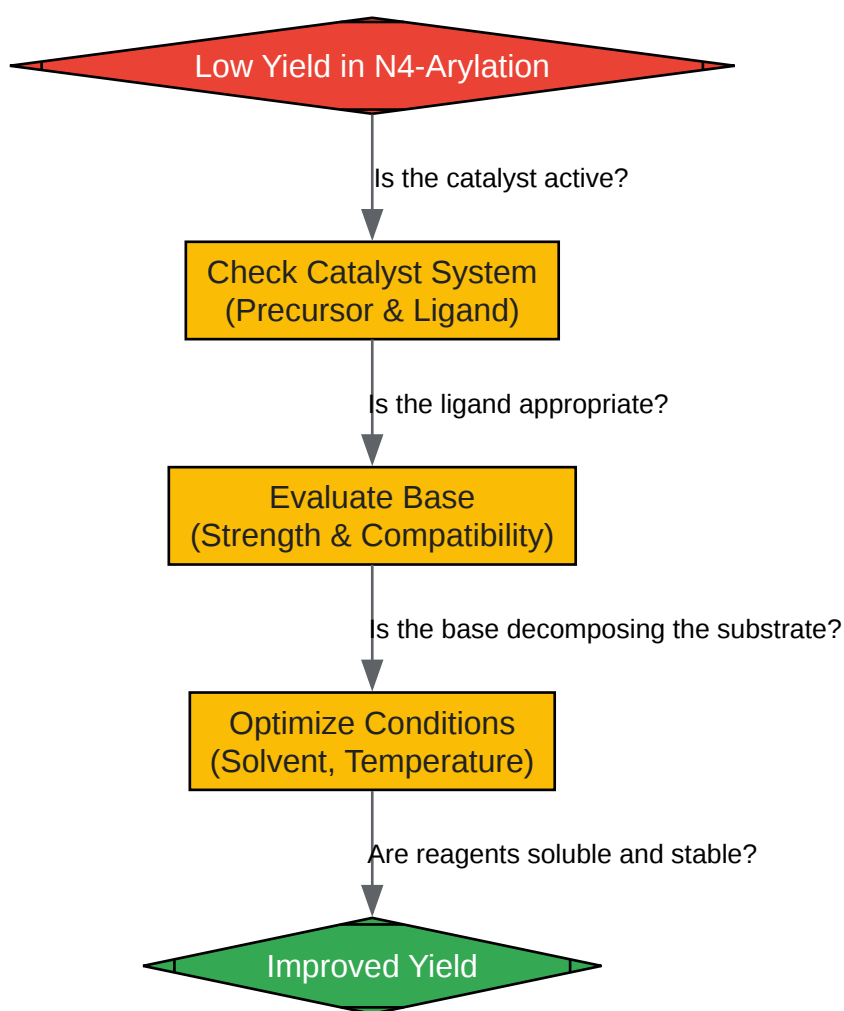 Low Yield in N4-Arylation
Is the catalyst active?
Check Catalyst System
(Precursor & Ligand)
Is the ligand appropriate?
Evaluate Base
(Strength & Compatibility)
Is the base decomposing the substrate?
Optimize Conditions
(Solvent, Temperature)
Are reagents soluble and stable?
Improved Yield